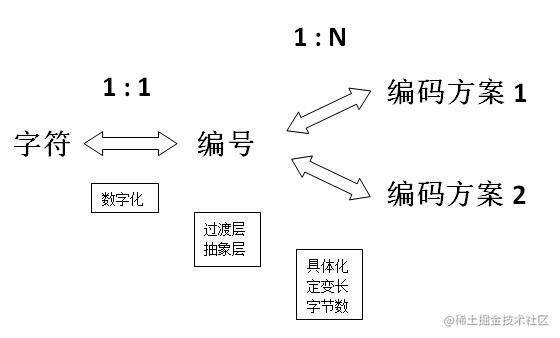 1 : N
1 : 1
编码方案 1
字符
编号
编码方案 2
数字化
过渡层
抽象层
具体化
定变长
字节数
@稀土掘金技术社区